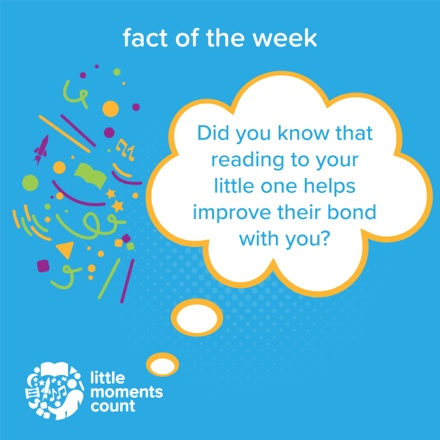 fact of the week
Did you know that
reading to your
little one helps
improve their bond
with you?
little
moments
count